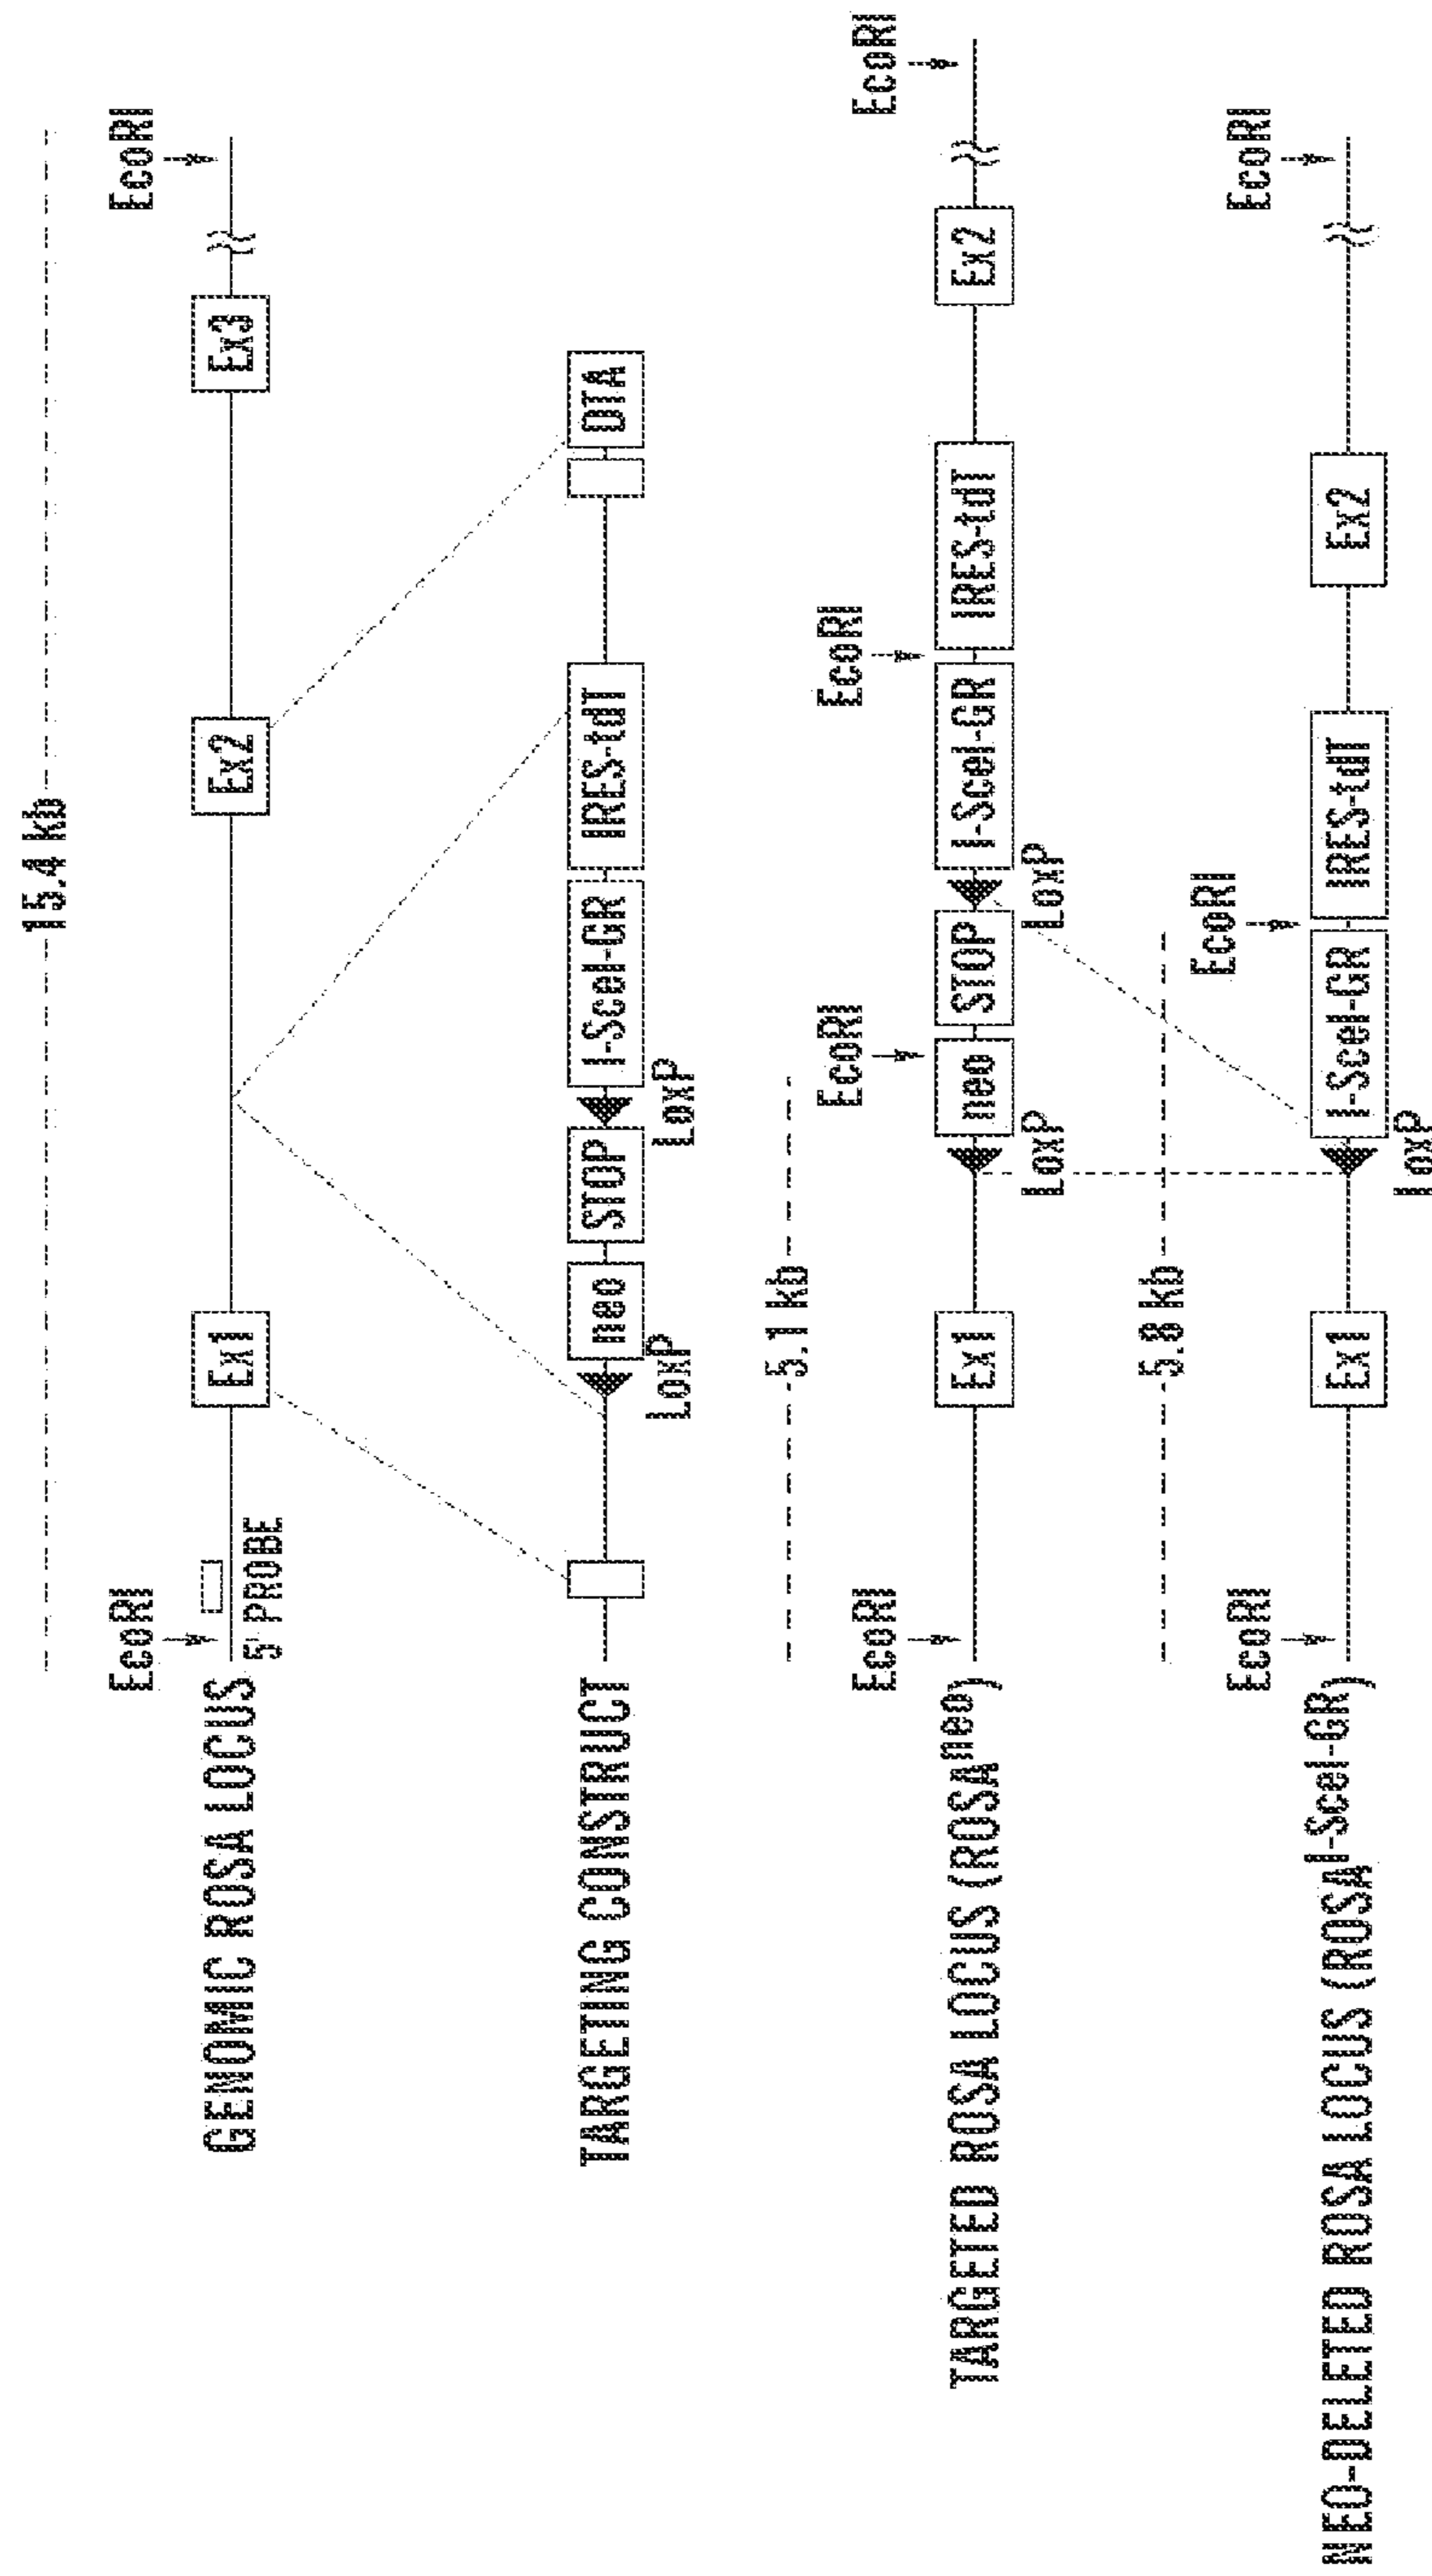 15.4 kb
EcoRI EcoRI
GENOMIC ROSA LOCUS Ex1 Ex2 Ex3
5' PROBE
TARGETING CONSTRUCT neo STOP I-SceI-GR IRES-tdT DTA
LoxP LoxP
5.1 kb
EcoRI EcoRI EcoRI EcoRI
TARGETED ROSA LOCUS (ROSAneo) Ex1 neo STOP I-SceI-GR IRES-tdT Ex2
LoxP LoxP
5.8 kb
EcoRI EcoRI EcoRI
NEO-DELETED ROSA LOCUS (ROSAI-SceI-GR) Ex1 I-SceI-GR IRES-tdT Ex2
LoxP